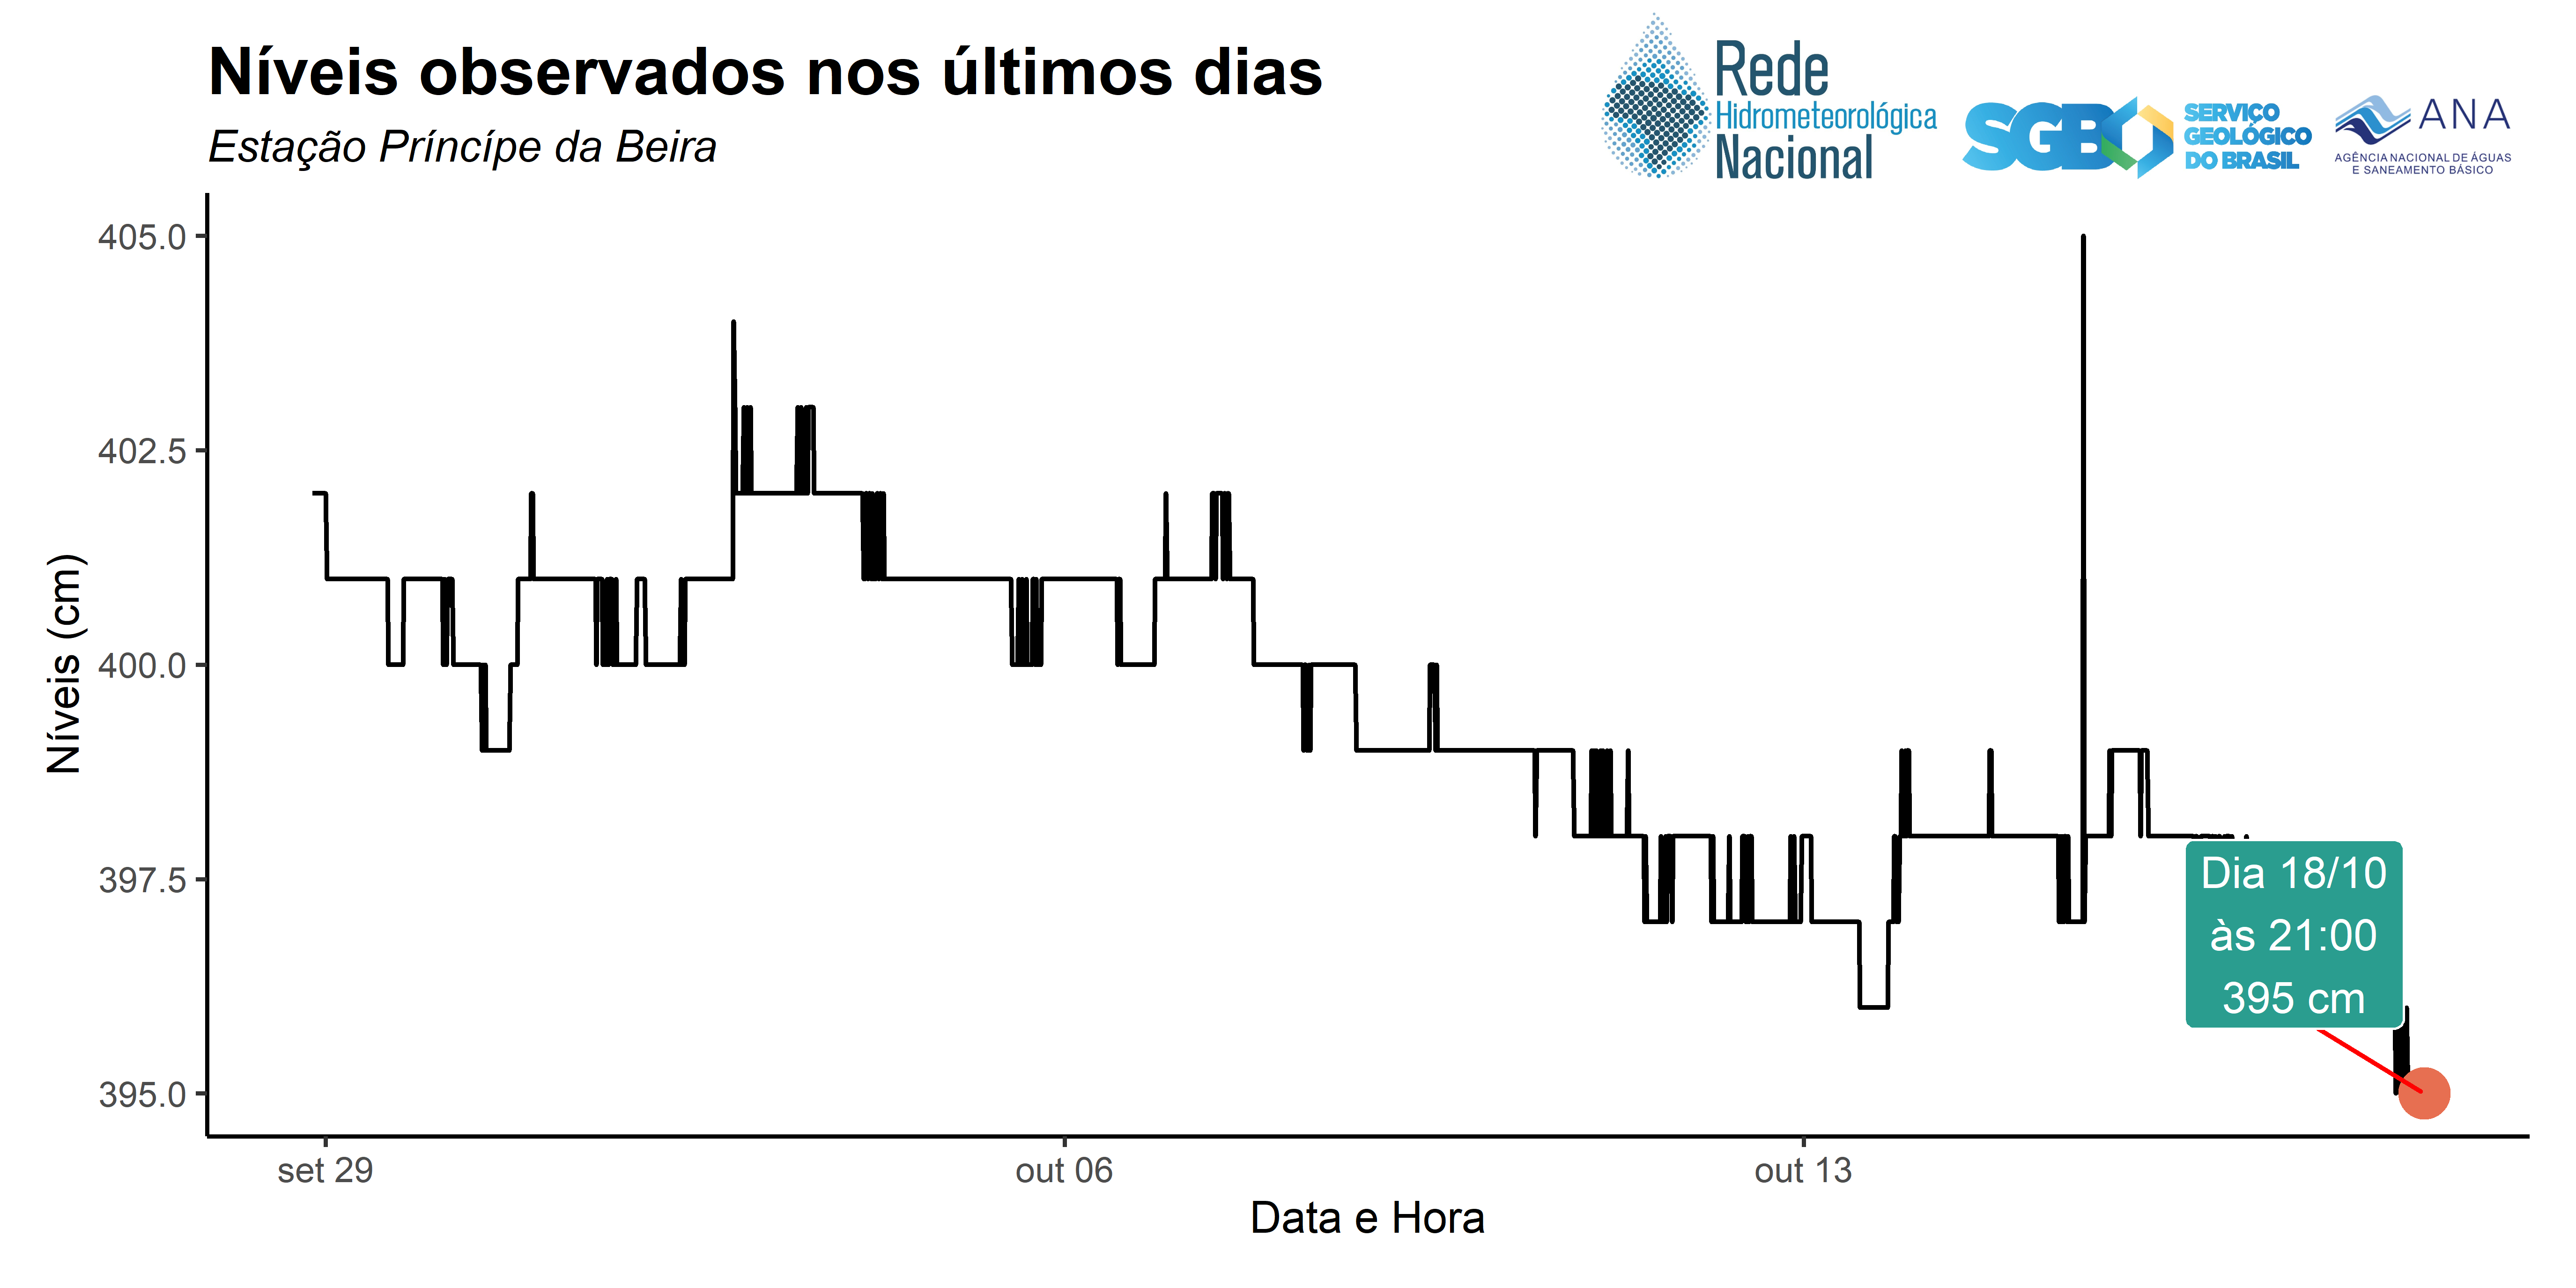 Níveis observados nos últimos dias
Estação Príncípe da Beira
Rede
Hidrometeorológica
Nacional
SGB
SERVIÇO
GEOLÓGICO
DO BRASIL
ANA
AGÊNCIA NACIONAL DE ÁGUAS
E SANEAMENTO BÁSICO
Níveis (cm)
405.0
402.5
400.0
397.5
395.0
Dia 18/10
às 21:00
395 cm
set 29
out 06
out 13
Data e Hora